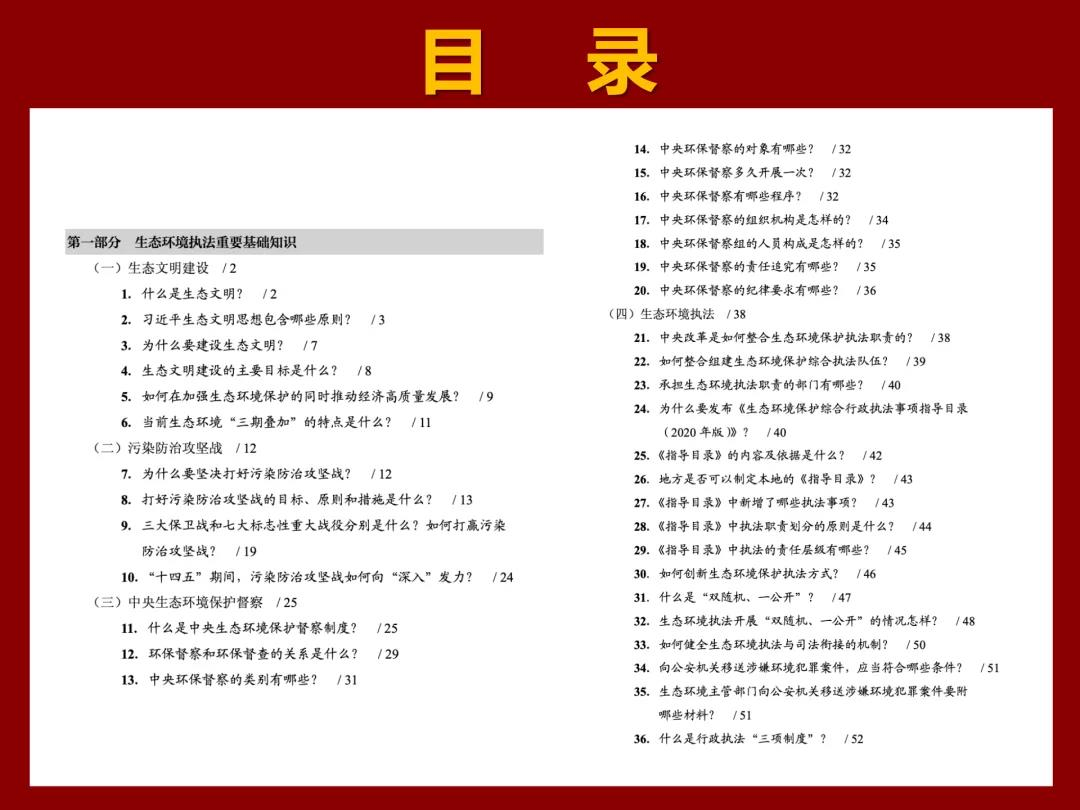 目 录
第一部分 生态环境执法重要基础知识
（一）生态文明建设 / 2
1. 什么是生态文明？ / 2
2. 习近平生态文明思想包含哪些原则？ / 3
3. 为什么要建设生态文明？ / 7
4. 生态文明建设的主要目标是什么？ / 8
5. 如何在加强生态环境保护的同时推动经济高质量发展？ / 9
6. 当前生态环境“三期叠加”的特点是什么？ / 11
（二）污染防治攻坚战 / 12
7. 为什么要坚决打好污染防治攻坚战？ / 12
8. 打好污染防治攻坚战的目标、原则和措施是什么？ / 13
9. 三大保卫战和七大标志性重大战役分别是什么？如何打赢污染
防治攻坚战？ / 19
10. “十四五”期间，污染防治攻坚战如何向“深入”发力？ / 24
（三）中央生态环境保护督察 / 25
11. 什么是中央生态环境保护督察制度？ / 25
12. 环保督察和环保督查的关系是什么？ / 29
13. 中央环保督察的类别有哪些？ / 31
14. 中央环保督察的对象有哪些？ / 32
15. 中央环保督察多久开展一次？ / 32
16. 中央环保督察有哪些程序？ / 32
17. 中央环保督察的组织机构是怎样的？ / 34
18. 中央环保督察组的人员构成是怎样的？ / 35
19. 中央环保督察的责任追究有哪些？ / 35
20. 中央环保督察的纪律要求有哪些？ / 36
（四）生态环境执法 / 38
21. 中央改革是如何整合生态环境保护执法职责的？ / 38
22. 如何整合组建生态环境保护综合执法队伍？ / 39
23. 承担生态环境执法职责的部门有哪些？ / 40
24. 为什么要发布《生态环境保护综合行政执法事项指导目录
（2020 年版）》？ / 40
25. 《指导目录》的内容及依据是什么？ / 42
26. 地方是否可以制定本地的《指导目录》？ / 43
27. 《指导目录》中新增了哪些执法事项？ / 43
28. 《指导目录》中执法职责划分的原则是什么？ / 44
29. 《指导目录》中执法的责任层级有哪些？ / 45
30. 如何创新生态环境保护执法方式？ / 46
31. 什么是“双随机、一公开”？ / 47
32. 生态环境执法开展“双随机、一公开”的情况怎样？ / 48
33. 如何健全生态环境执法与司法衔接的机制？ / 50
34. 向公安机关移送涉嫌环境犯罪案件，应当符合哪些条件？ / 51
35. 生态环境主管部门向公安机关移送涉嫌环境犯罪案件要附
哪些材料？ / 51
36. 什么是行政执法“三项制度”？ / 52